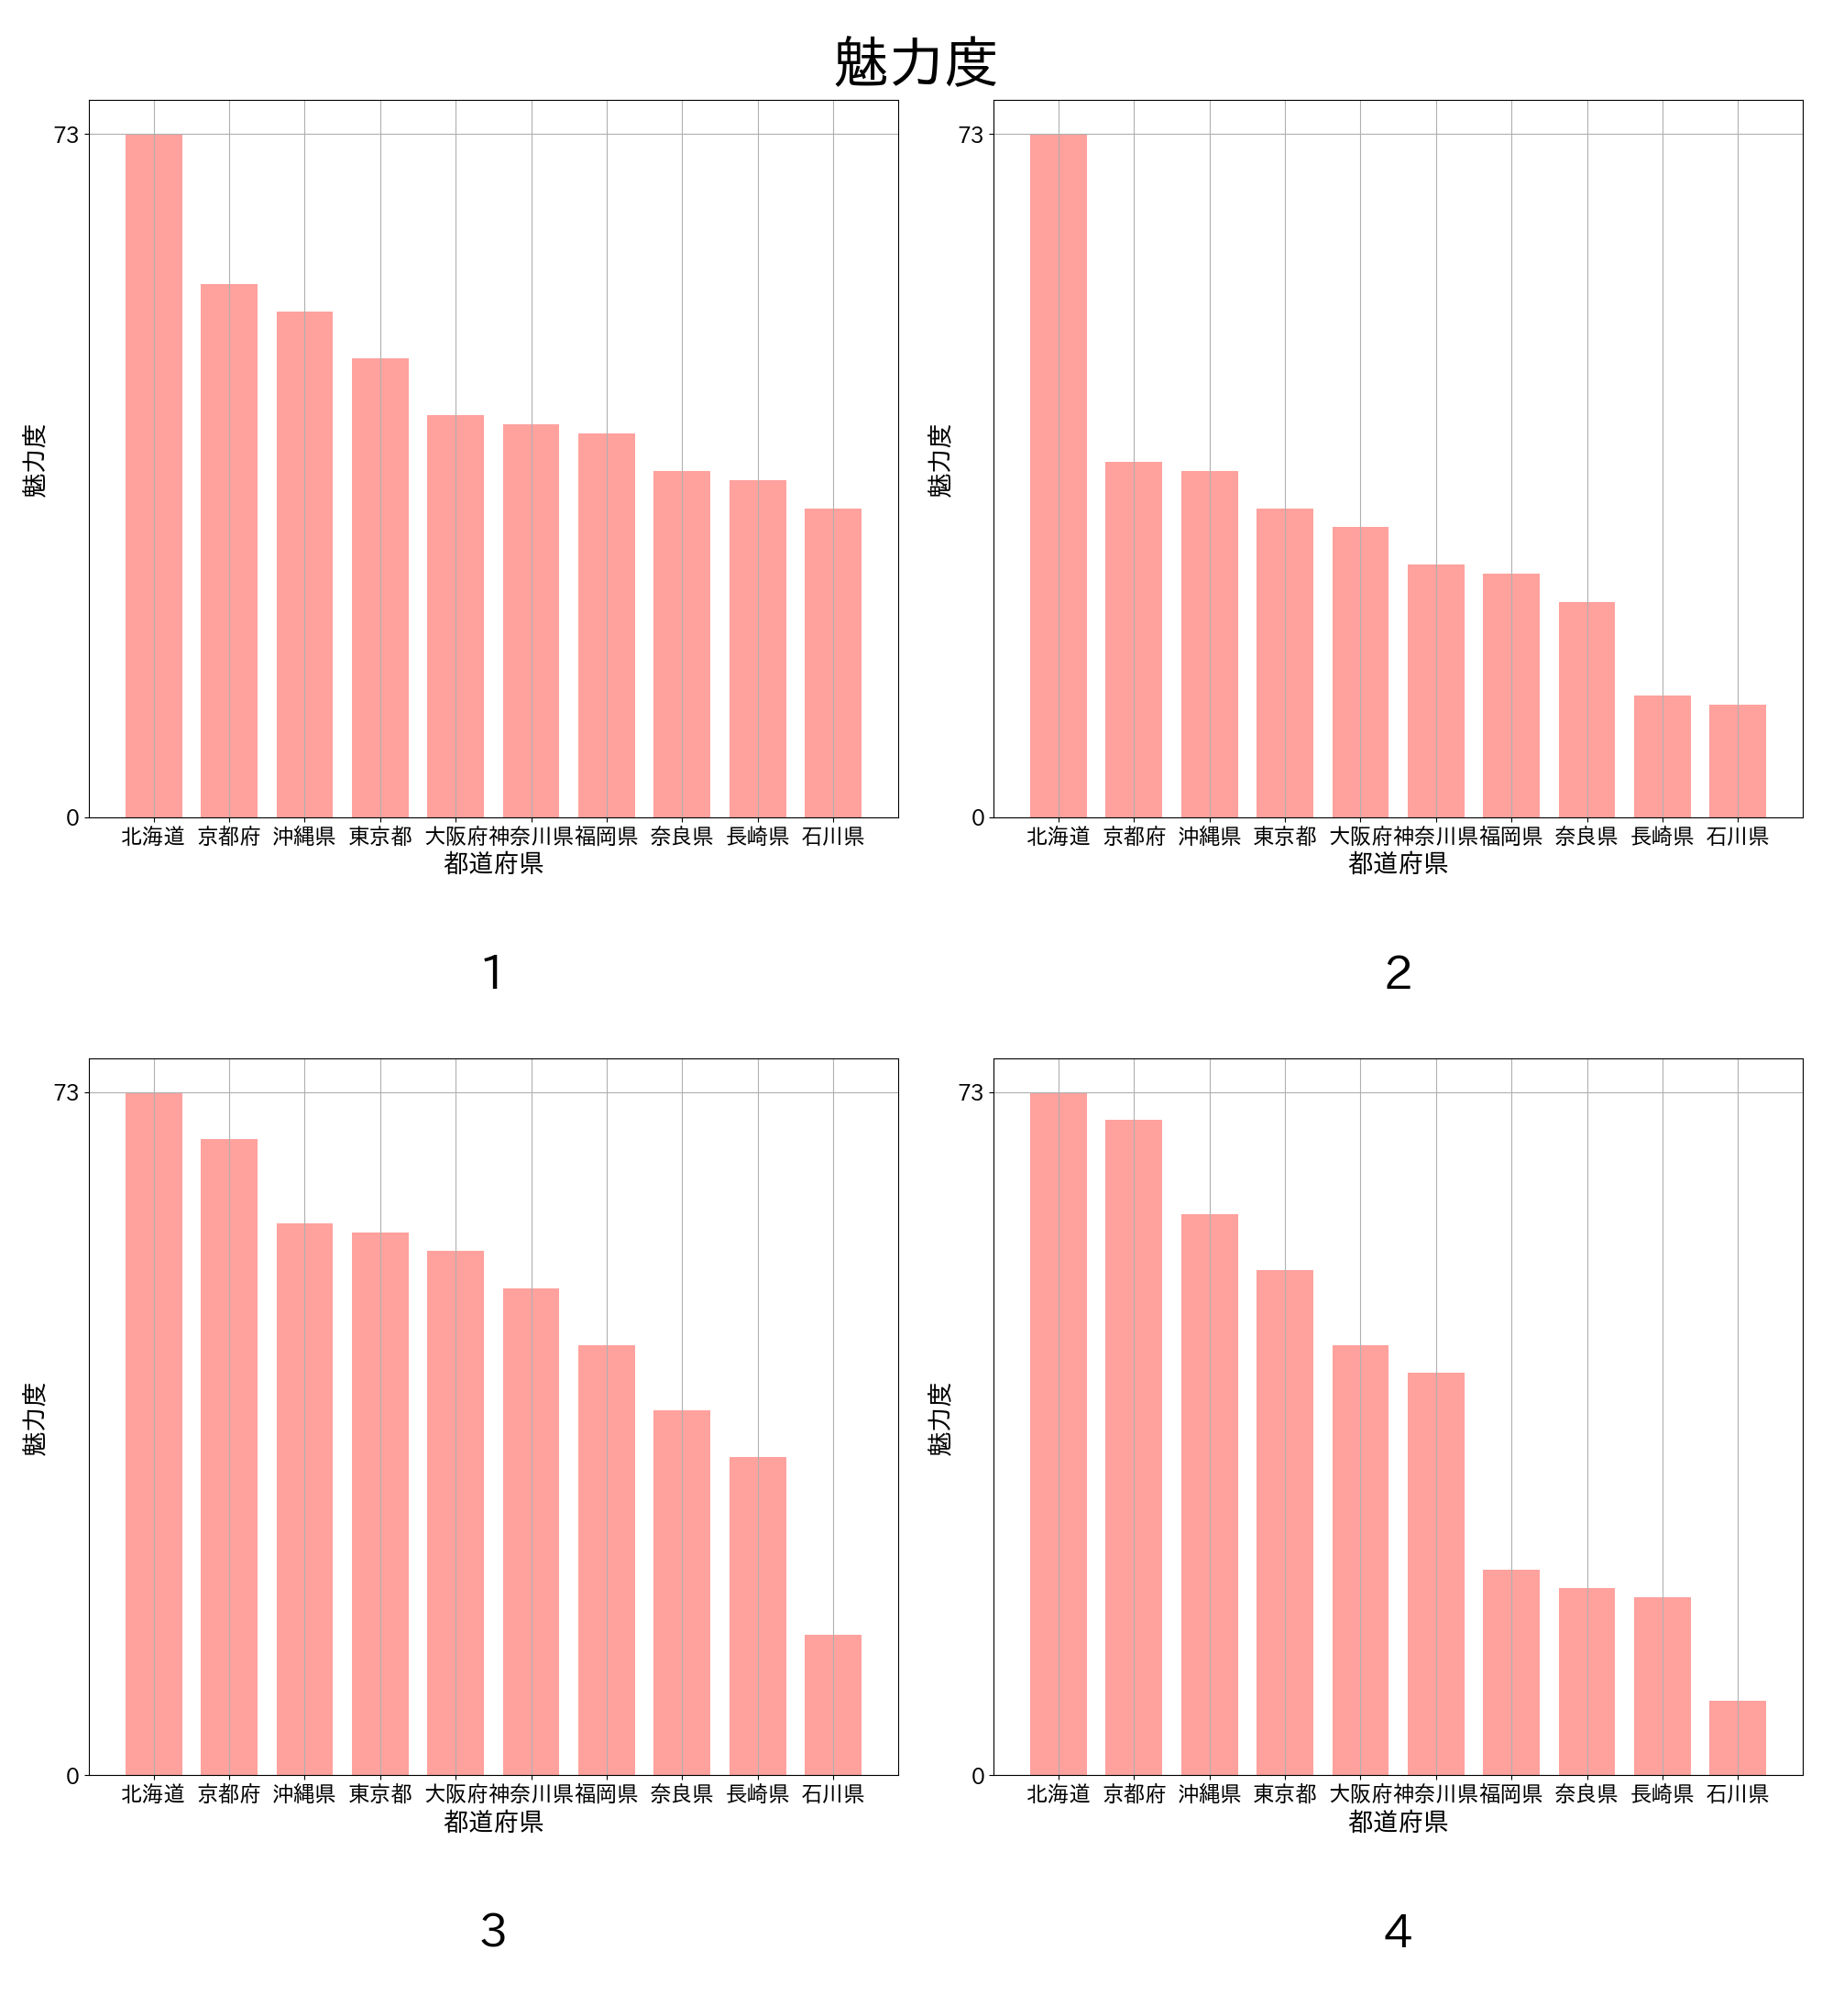 魅力度
73
0
魅力度
北海道 京都府 沖縄県 東京都 大阪府 神奈川県 福岡県 奈良県 長崎県 石川県
都道府県
1
73
0
魅力度
北海道 京都府 沖縄県 東京都 大阪府 神奈川県 福岡県 奈良県 長崎県 石川県
都道府県
2
73
0
魅力度
北海道 京都府 沖縄県 東京都 大阪府 神奈川県 福岡県 奈良県 長崎県 石川県
都道府県
3
73
0
魅力度
北海道 京都府 沖縄県 東京都 大阪府 神奈川県 福岡県 奈良県 長崎県 石川県
都道府県
4